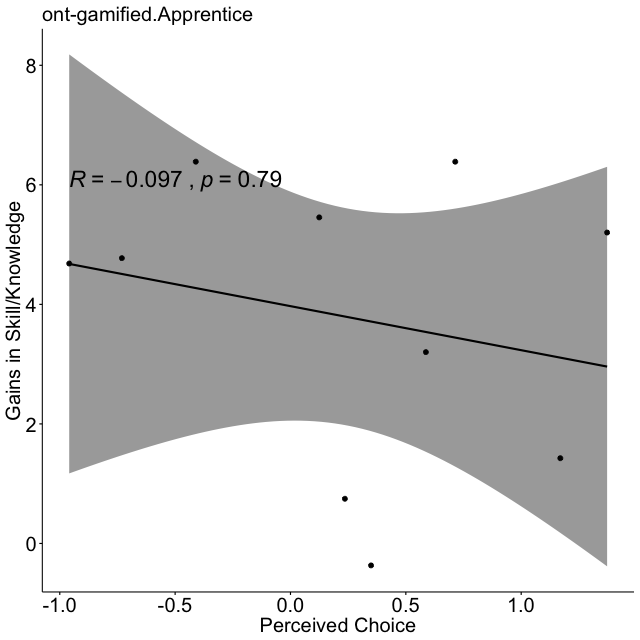 ont-gamified.Apprentice
8
6
4
2
0
R = −0.097 , p = 0.79
Gains in Skill/Knowledge
-1.0 -0.5 0.0 0.5 1.0
Perceived Choice